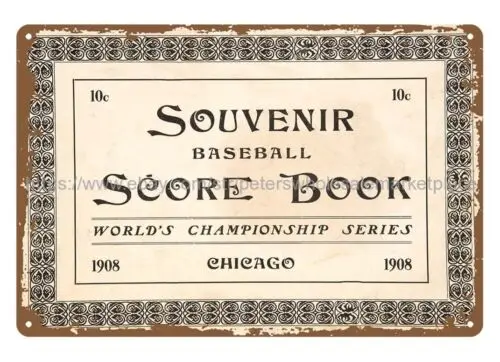 10c 10c
SOUVENIR
BASEBALL
SCORE BOOK
WORLD'S CHAMPIONSHIP SERIES
1908 CHICAGO 1908